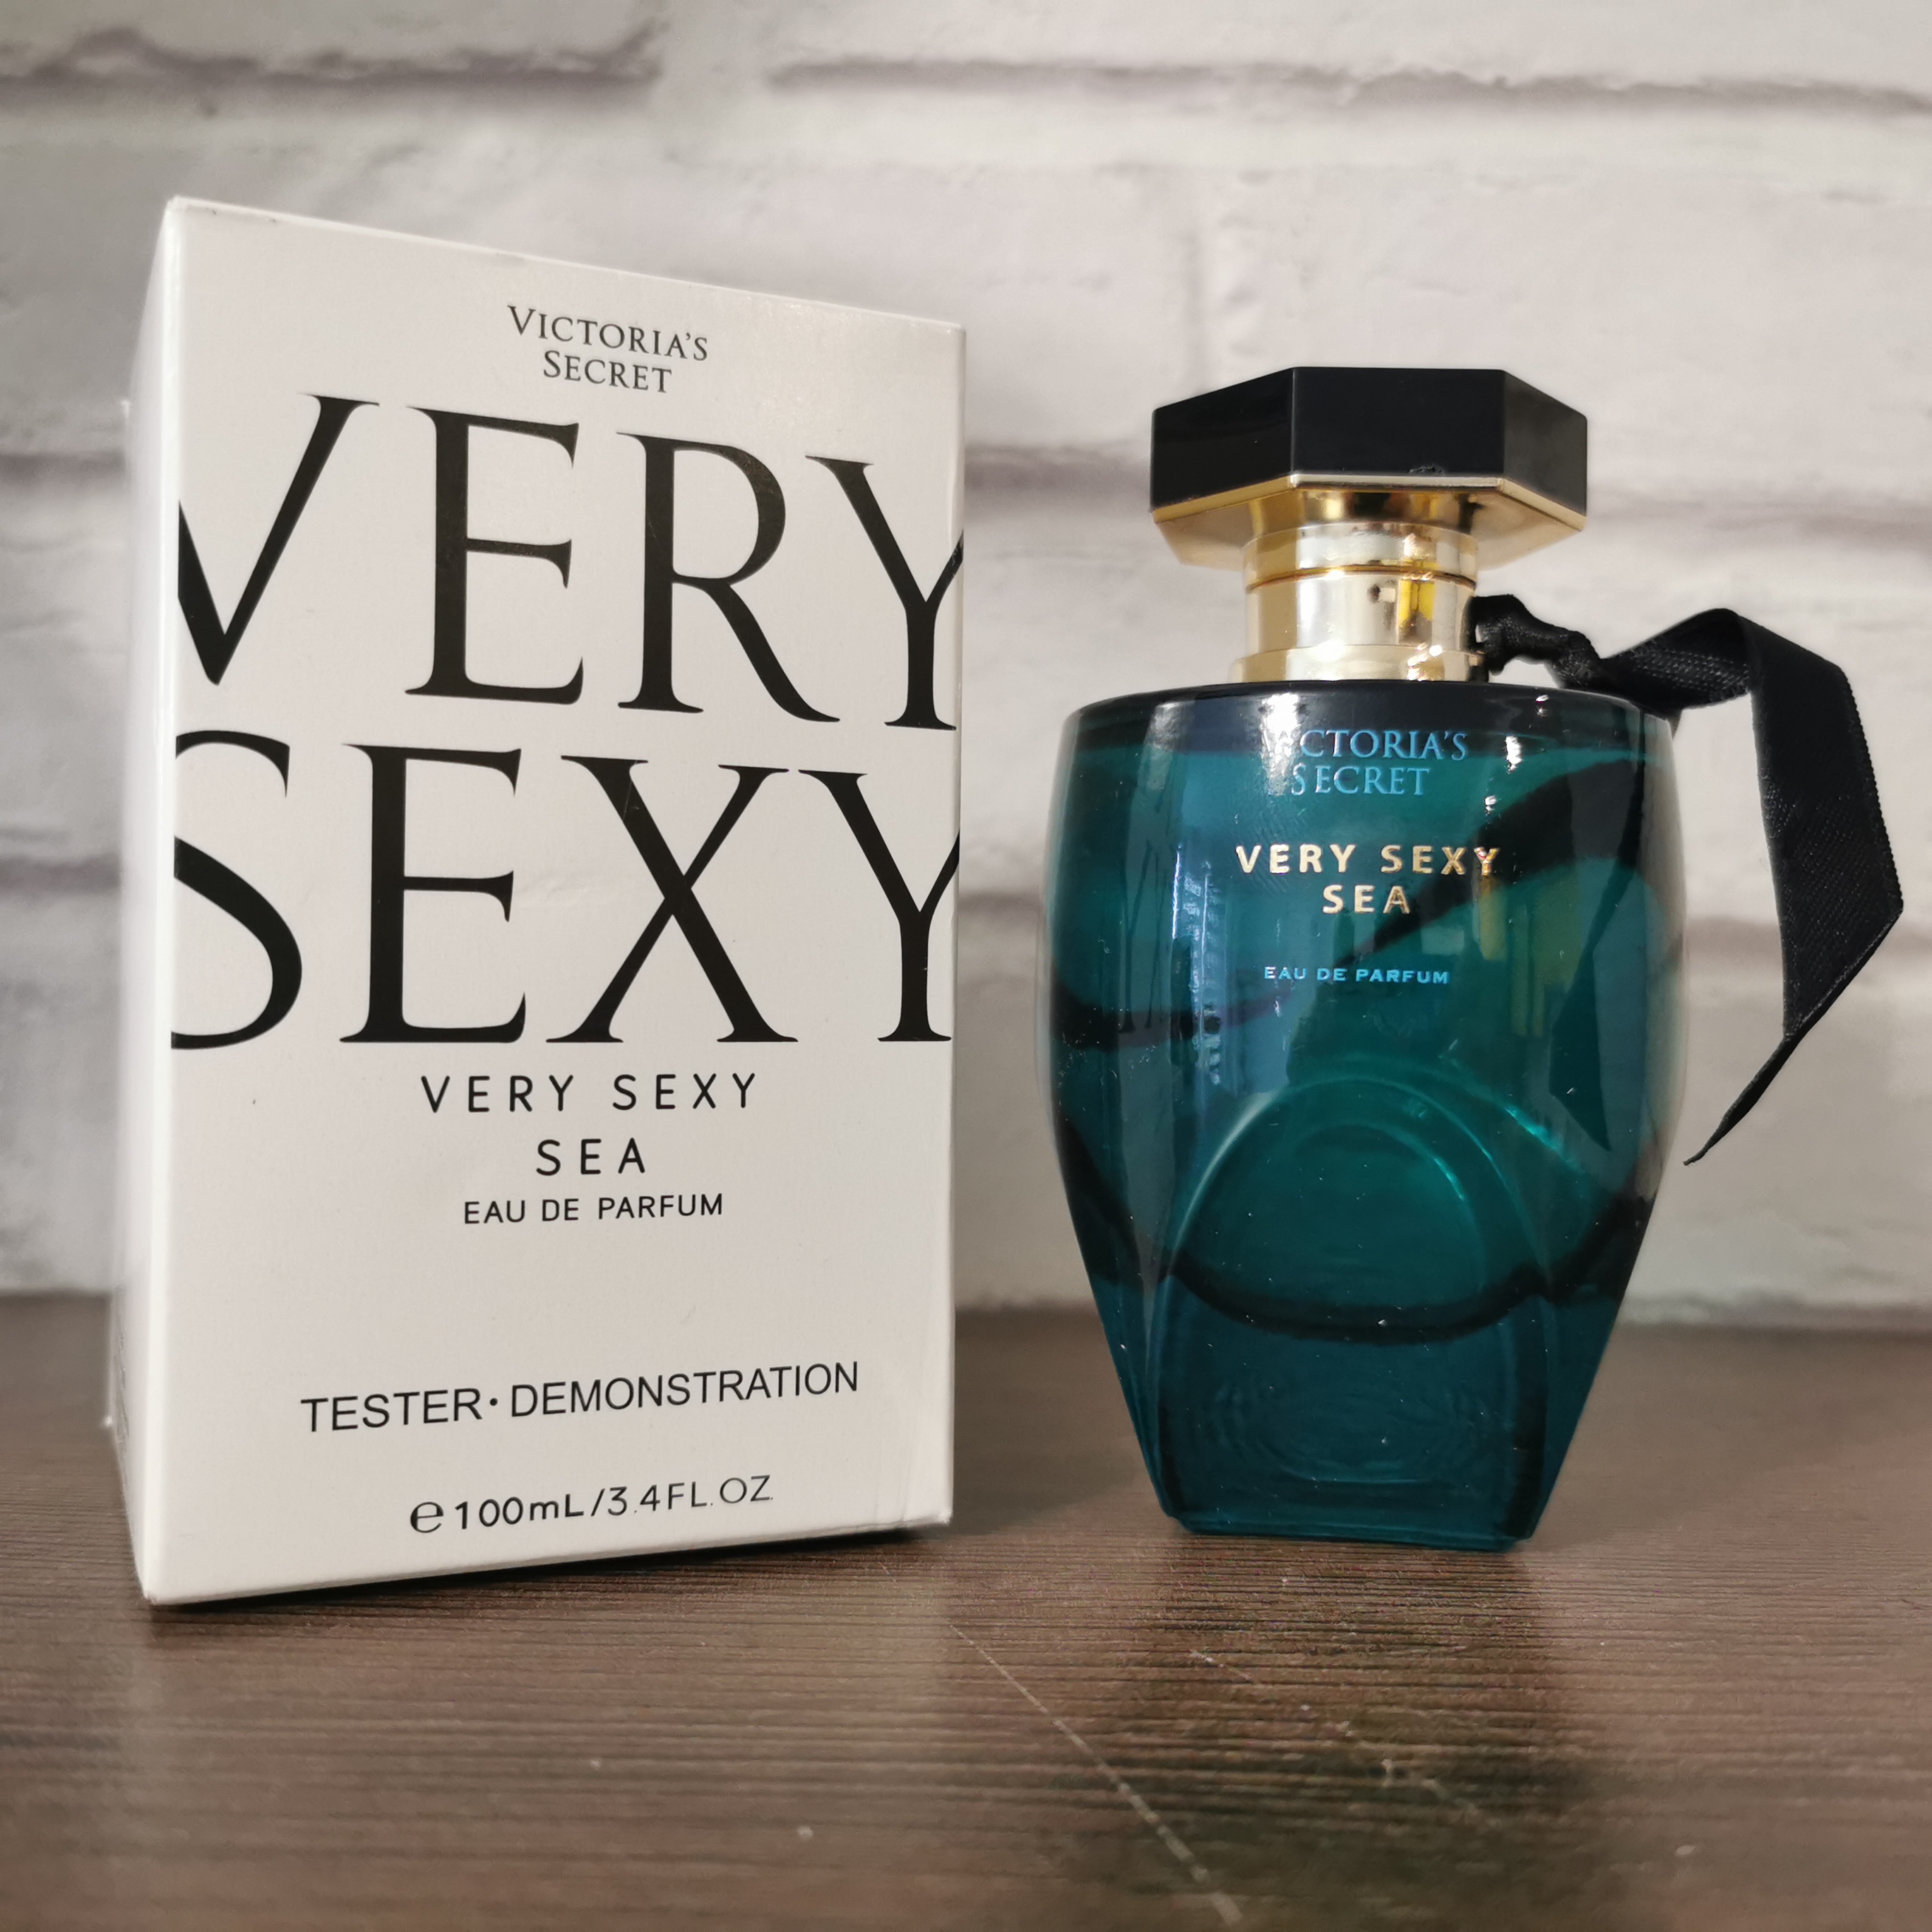 VICTORIA'S
SECRET
VERY
SEXY
VERY SEXY
SEA
EAU DE PARFUM
TESTER·DEMONSTRATION
℮100mL/3.4FL.OZ.
VICTORIA'S
SECRET
VERY SEXY
SEA
EAU DE PARFUM